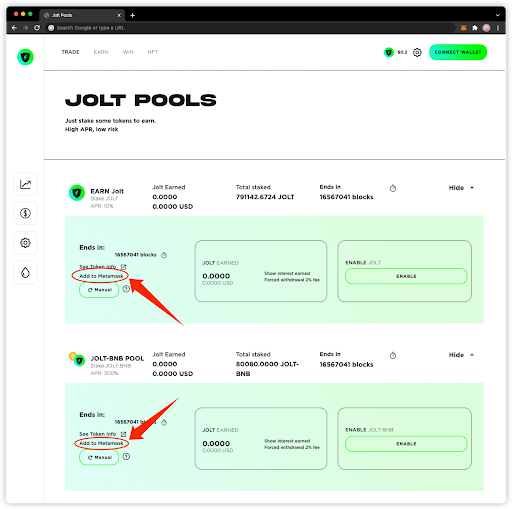 Jolt Pools
Search Google or type a URL
TRADE EARN WIN NFT $0.2 CONNECT WALLET
JOLT POOLS
Just stake some tokens to earn.
High APR, low risk
EARN Jolt
Stake JOLT
APR: 10%
Jolt Earned
0.0000
0.0000 USD
Total staked
791142.6724 JOLT
Ends in
16567041 blocks
Hide
Ends in:
16567041 blocks
See Token Info
Add to Metamask
Manual
JOLT EARNED
0.0000
0.0000 USD
Show interest earned
Forced withdrawal 2% fee
ENABLE JOLT
ENABLE
JOLT-BNB POOL
Stake JOLT-BNB
APR: 300%
Jolt Earned
0.0000
0.0000 USD
Total staked
80080.0000 JOLT-
BNB
Ends in
16567041 blocks
Hide
Ends in:
16567041 blocks
See Token Info
Add to Metamask
Manual
JOLT EARNED
0.0000
0.0000 USD
Show interest earned
Forced withdrawal 2% fee
ENABLE JOLT-BNB
ENABLE